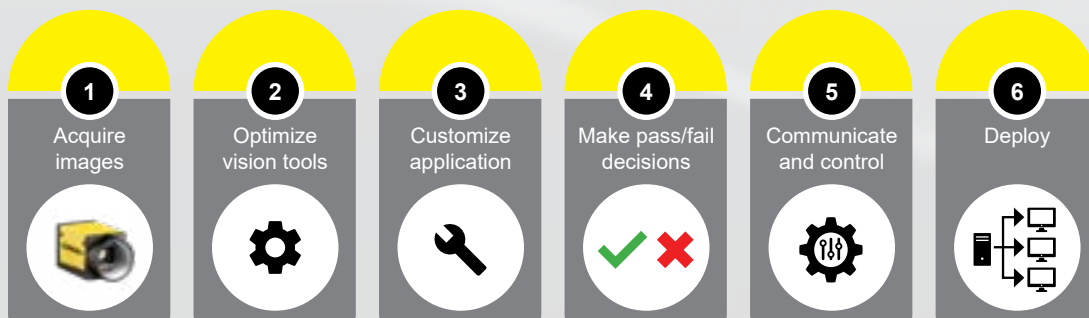 1
Acquire
images
2
Optimize
vision tools
3
Customize
application
4
Make pass/fail
decisions
5
Communicate
and control
6
Deploy